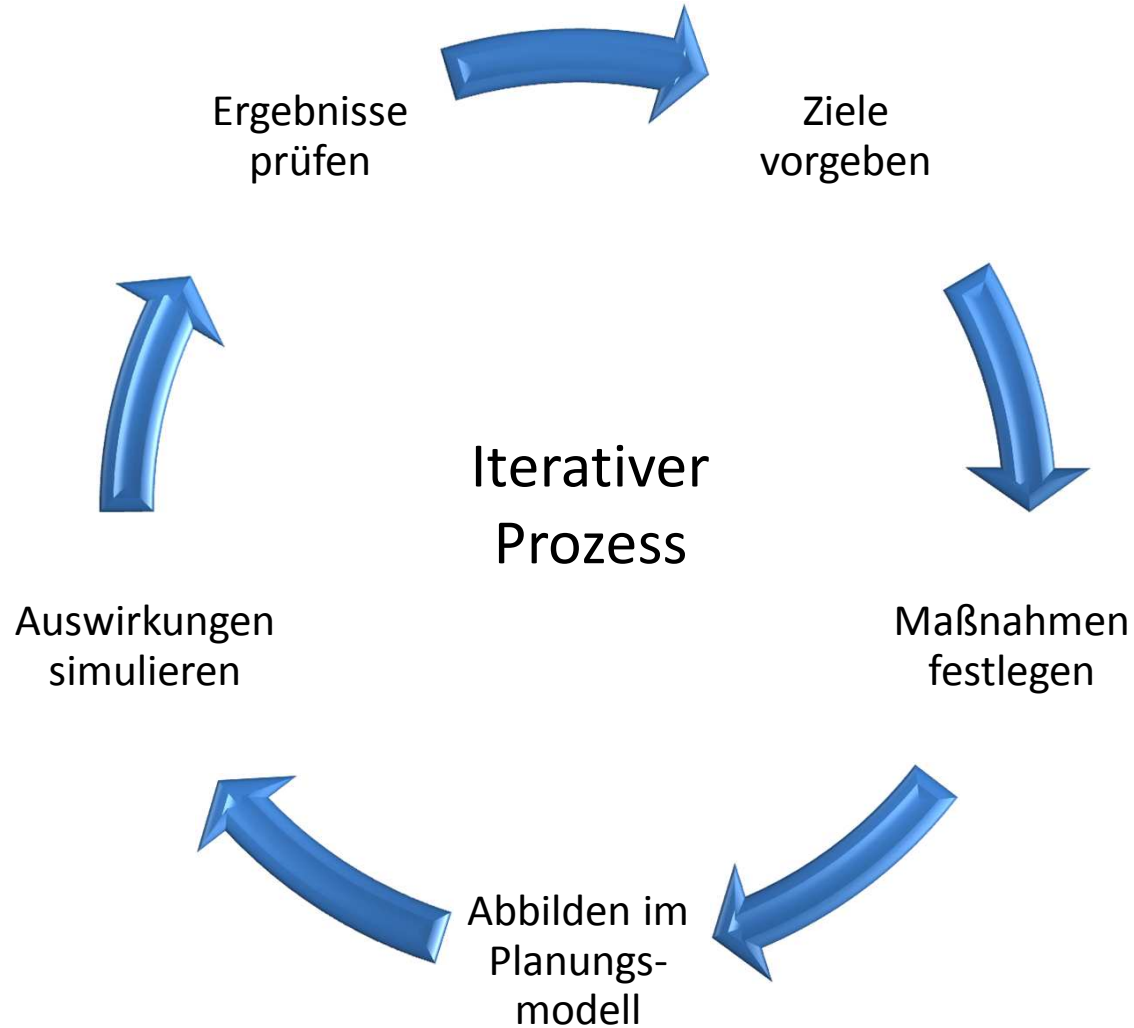 Ergebnisse
prüfen
Ziele
vorgeben
Iterativer
Prozess
Auswirkungen
simulieren
Maßnahmen
festlegen
Abbilden im
Planungs-
modell